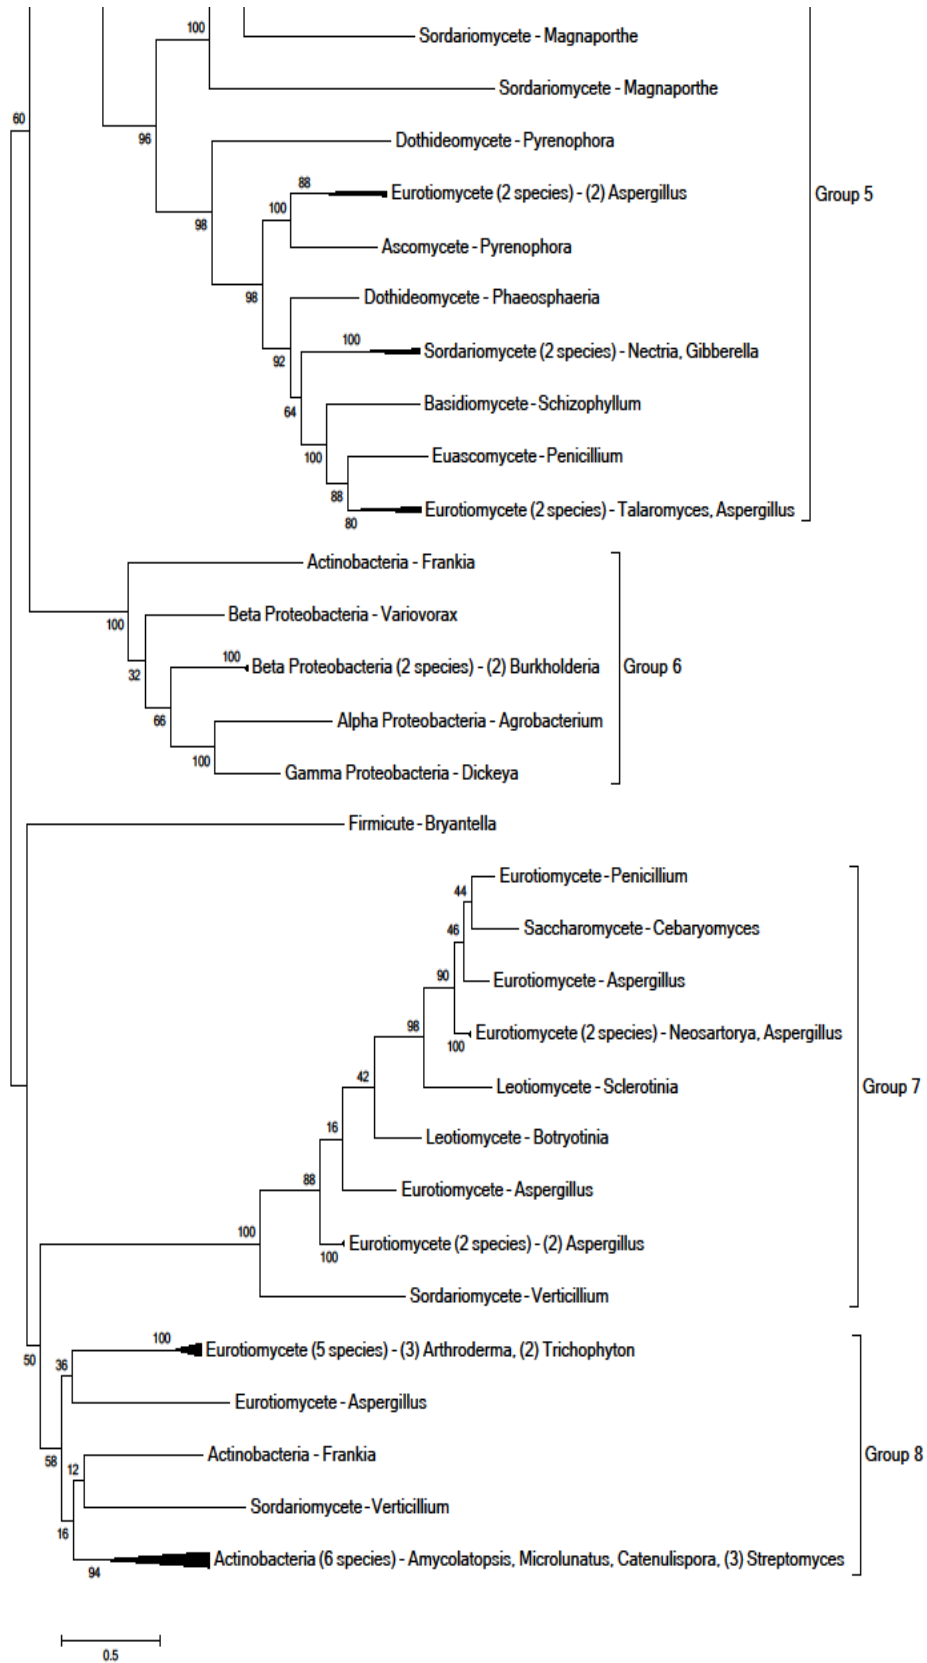 100
Sordariomycete - Magnaporthe
Sordariomycete - Magnaporthe
60
96
Dothideomycete - Pyrenophora
88
Eurotiomycete (2 species) - (2) Aspergillus
Group 5
100
98
Ascomycete - Pyrenophora
98
Dothideomycete - Phaeosphaeria
100
Sordariomycete (2 species) - Nectria, Gibberella
92
Basidiomycete - Schizophyllum
64
100
Euascomycete - Penicillium
88
Eurotiomycete (2 species) - Talaromyces, Aspergillus
80
Actinobacteria - Frankia
100
Beta Proteobacteria - Variovorax
100
Beta Proteobacteria (2 species) - (2) Burkholderia
Group 6
32
66
Alpha Proteobacteria - Agrobacterium
100
Gamma Proteobacteria - Dickeya
Firmicute - Bryantella
Eurotiomycete - Penicillium
44
Saccharomycete - Cebaryomyces
46
90
Eurotiomycete - Aspergillus
98
Eurotiomycete (2 species) - Neosartorya, Aspergillus
100
42
Leotiomycete - Sclerotinia
Group 7
16
Leotiomycete - Botryotinia
88
Eurotiomycete - Aspergillus
100
Eurotiomycete (2 species) - (2) Aspergillus
100
Sordariomycete - Verticillium
100
Eurotiomycete (5 species) - (3) Arthroderma, (2) Trichophyton
50
36
Eurotiomycete - Aspergillus
58
Actinobacteria - Frankia
Group 8
12
Sordariomycete - Verticillium
16
Actinobacteria (6 species) - Amycolatopsis, Microlunatus, Catenulispora, (3) Streptomyces
94
0.5